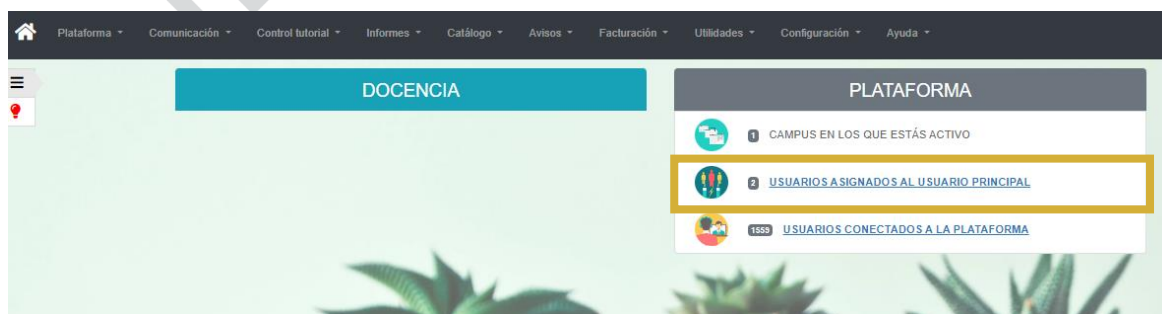 Plataforma Comunicación Control tutorial Informes Catálogo Avisos Facturación Utilidades Configuración Ayuda
DOCENCIA
PLATAFORMA
1 CAMPUS EN LOS QUE ESTÁS ACTIVO
2 USUARIOS ASIGNADOS AL USUARIO PRINCIPAL
1559 USUARIOS CONECTADOS A LA PLATAFORMA